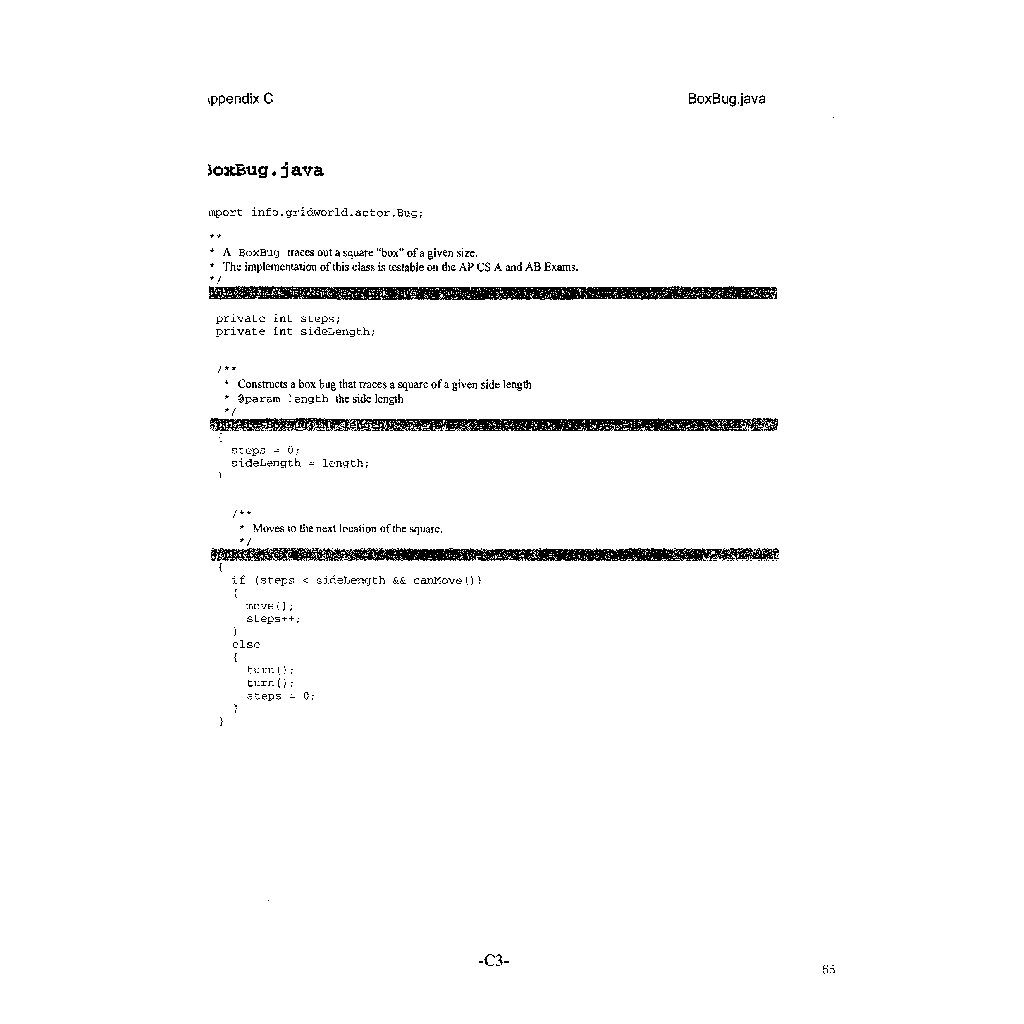 ppendix C
BoxBug.java
oxBug.java
mport info.gridworld.actor.Bug;
**
* A BoxBug traces out a square "box" of a given size.
* The implementation of this class is testable on the AP CS A and AB Exams.
*/
private int steps;
private int sideLength;
/**
* Constructs a box bug that traces a square of a given side length
* @param length the side length
*/
{
steps = 0;
sideLength = length;
}
/**
* Moves to the next location of the square.
*/
{
if (steps < sideLength && canMove())
{
move();
steps++;
}
else
{
turn();
turn();
steps = 0;
}
}
-C3-
65